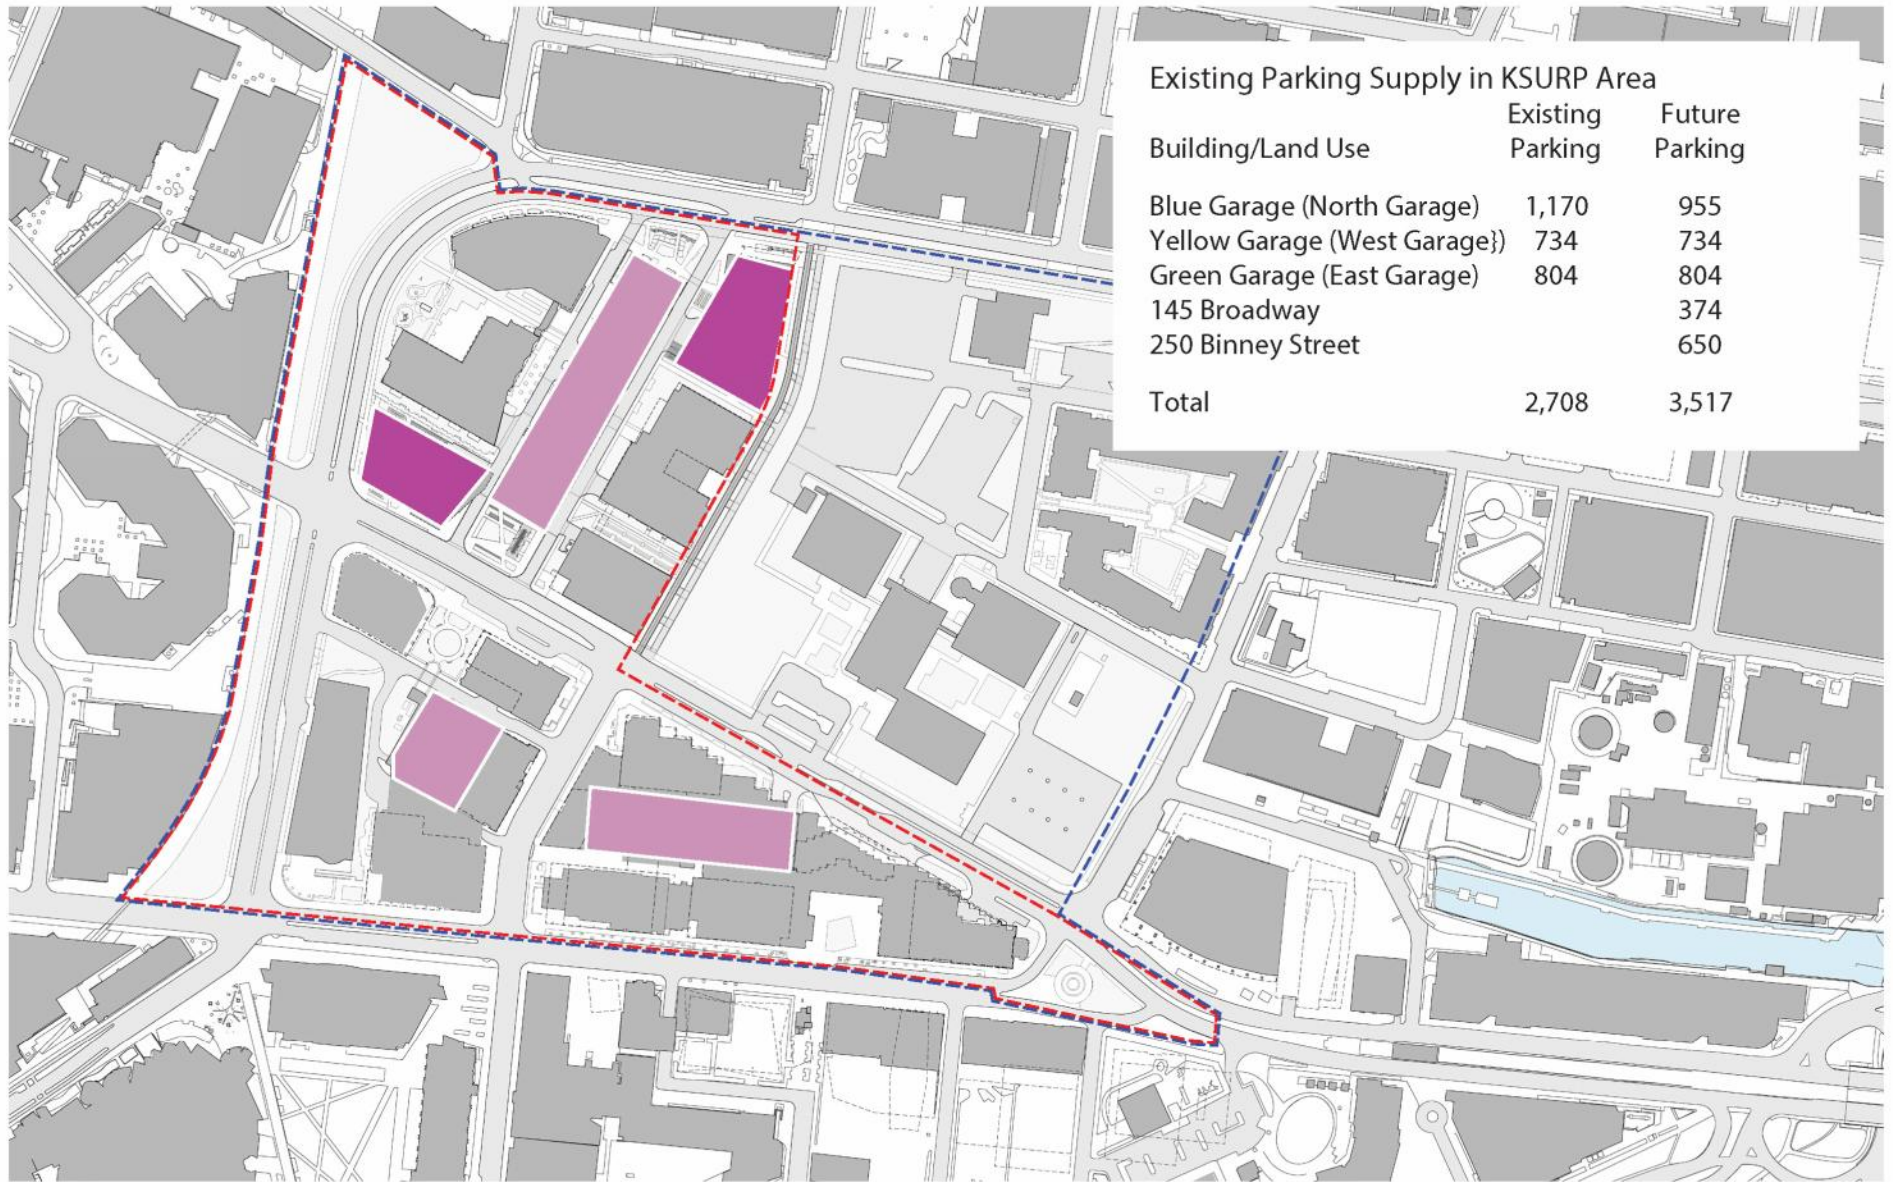 Existing Parking Supply in KSURP Area
Existing Future
Building/Land Use Parking Parking
Blue Garage (North Garage) 1,170 955
Yellow Garage (West Garage}) 734 734
Green Garage (East Garage) 804 804
145 Broadway 374
250 Binney Street 650
Total 2,708 3,517